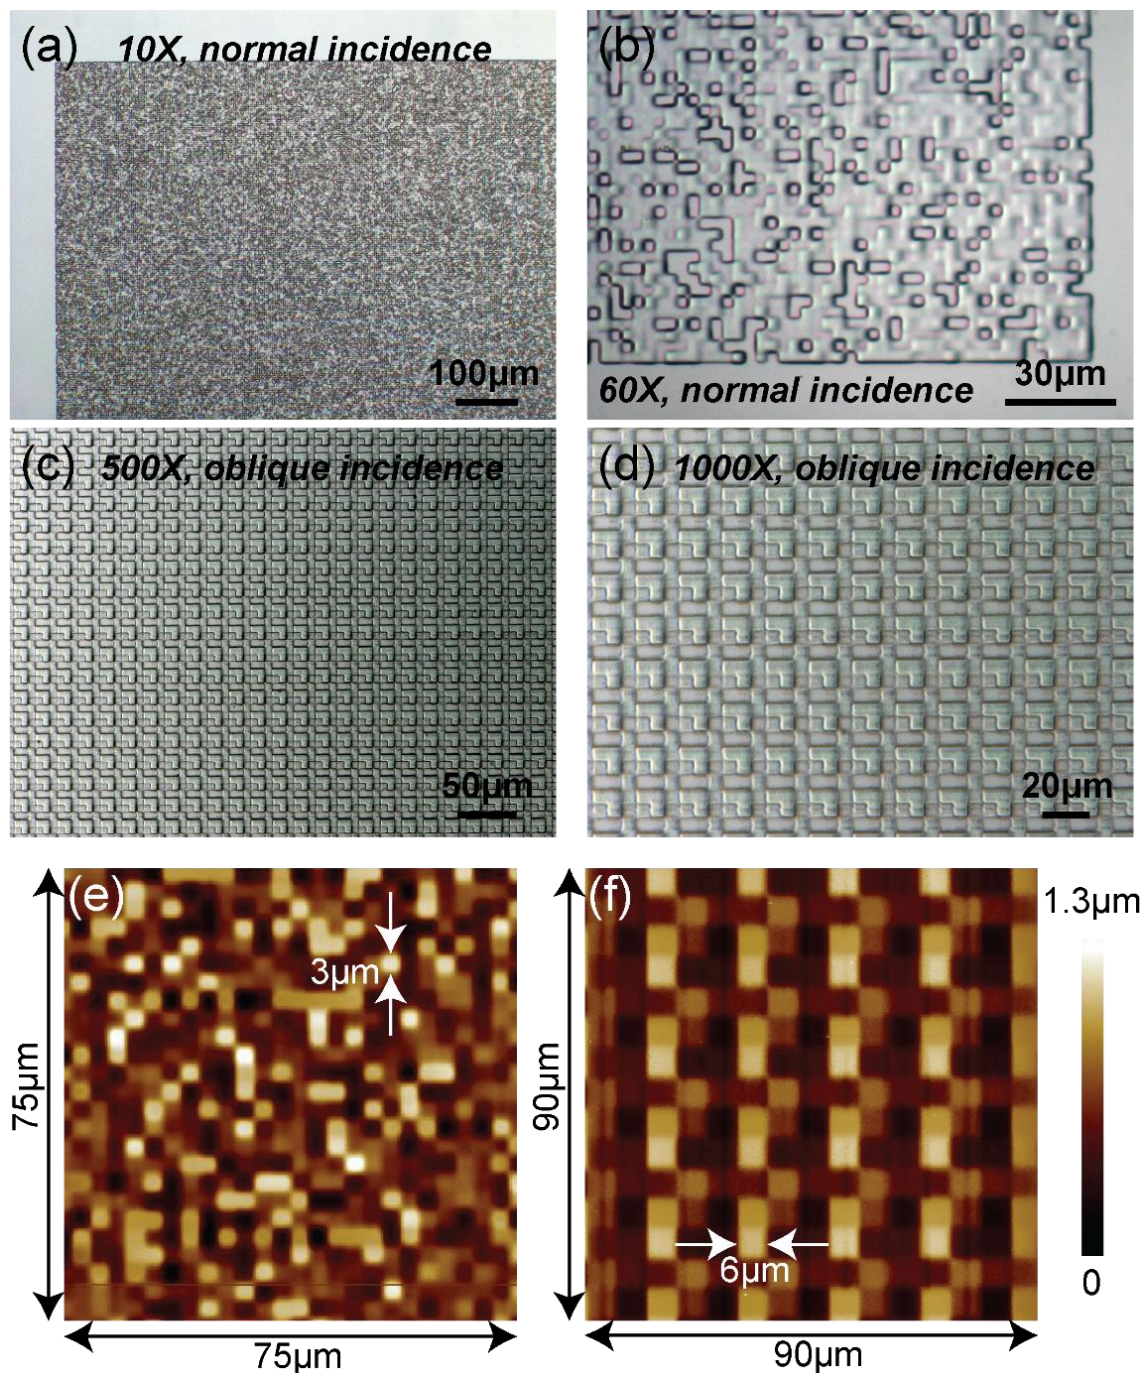 (a) 10X, normal incidence
100µm
(b)
60X, normal incidence
30µm
(c) 500X, oblique incidence
50µm
(d) 1000X, oblique incidence
20µm
(e)
3µm
75µm
75µm
(f)
6µm
90µm
90µm
1.3µm
0